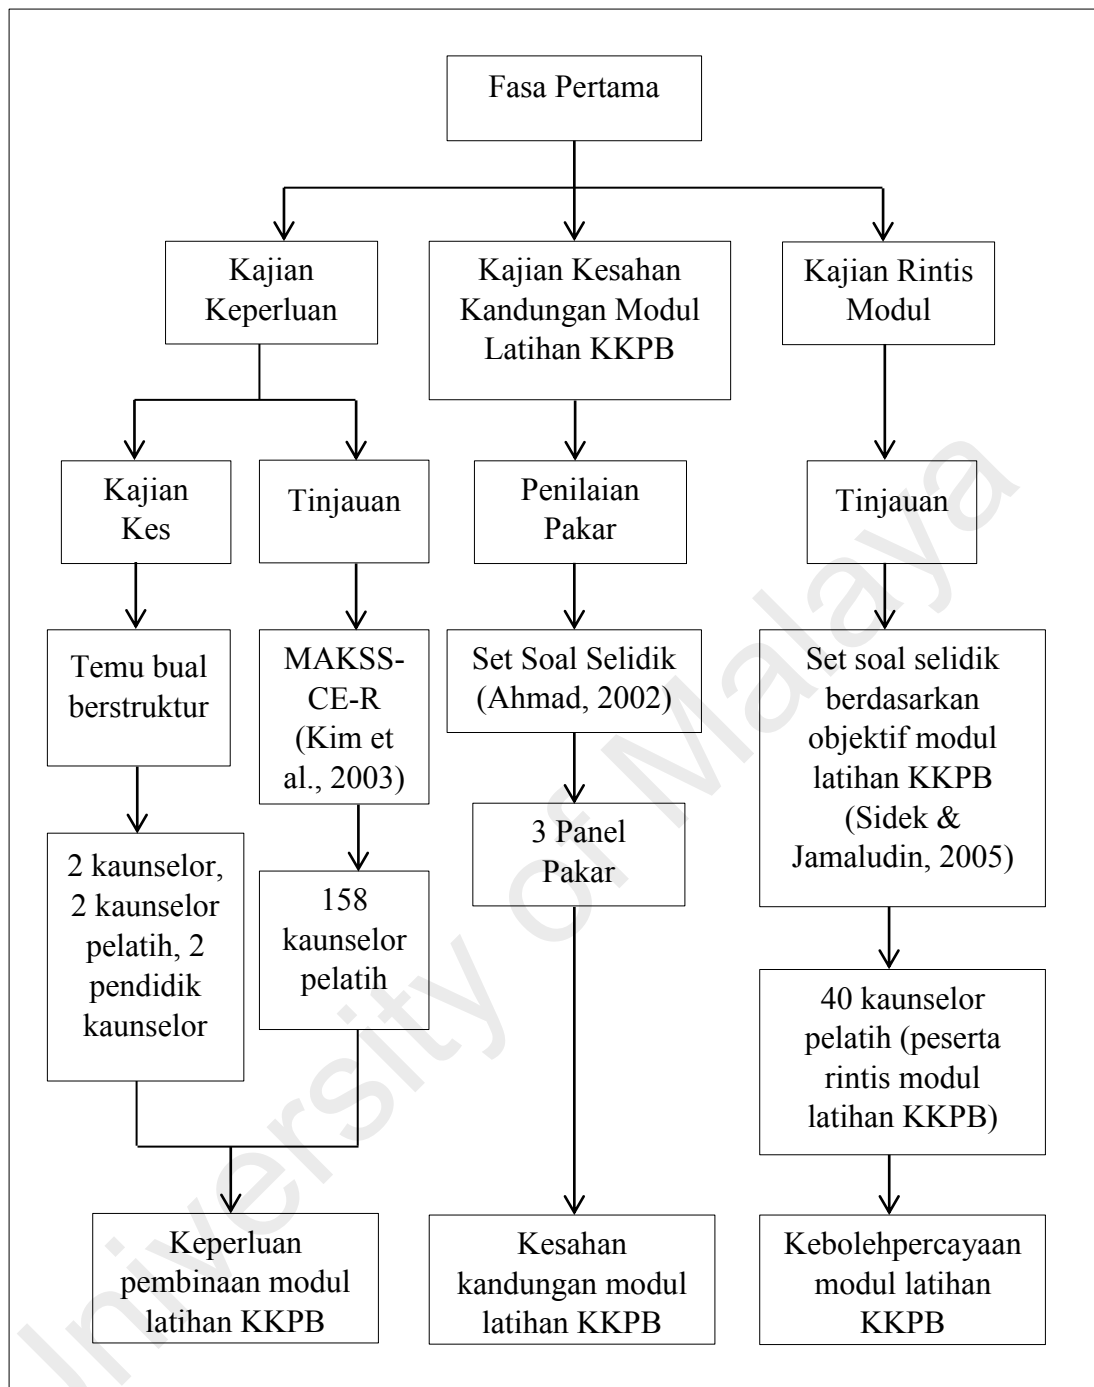 Fasa Pertama
Kajian
Keperluan
Kajian Kesahan
Kandungan Modul
Latihan KKPB
Kajian Rintis
Modul
Kajian
Kes
Tinjauan
Penilaian
Pakar
Tinjauan
Temu bual
berstruktur
MAKSS-
CE-R
(Kim et
al., 2003)
Set Soal Selidik
(Ahmad, 2002)
Set soal selidik
berdasarkan
objektif modul
latihan KKPB
(Sidek &
Jamaludin, 2005)
2 kaunselor,
2 kaunselor
pelatih, 2
pendidik
kaunselor
158
kaunselor
pelatih
3 Panel
Pakar
40 kaunselor
pelatih (peserta
rintis modul
latihan KKPB)
Keperluan
pembinaan modul
latihan KKPB
Kesahan
kandungan modul
latihan KKPB
Kebolehpercayaan
modul latihan
KKPB
University of Malaya